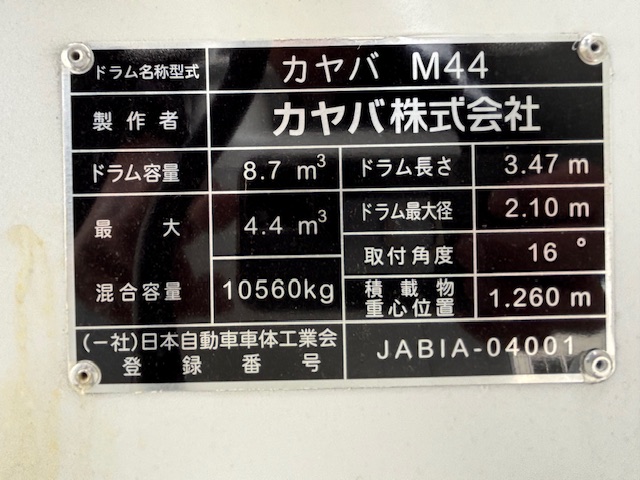 ドラム名称型式 カヤバ M44
製作者 カヤバ株式会社
ドラム容量 8.7 m³ ドラム長さ 3.47 m
最大 4.4 m³ ドラム最大径 2.10 m
取付角度 16°
混合容量 10560kg 積載物重心位置 1.260 m
(一社)日本自動車車体工業会
登録番号 JABIA-04001